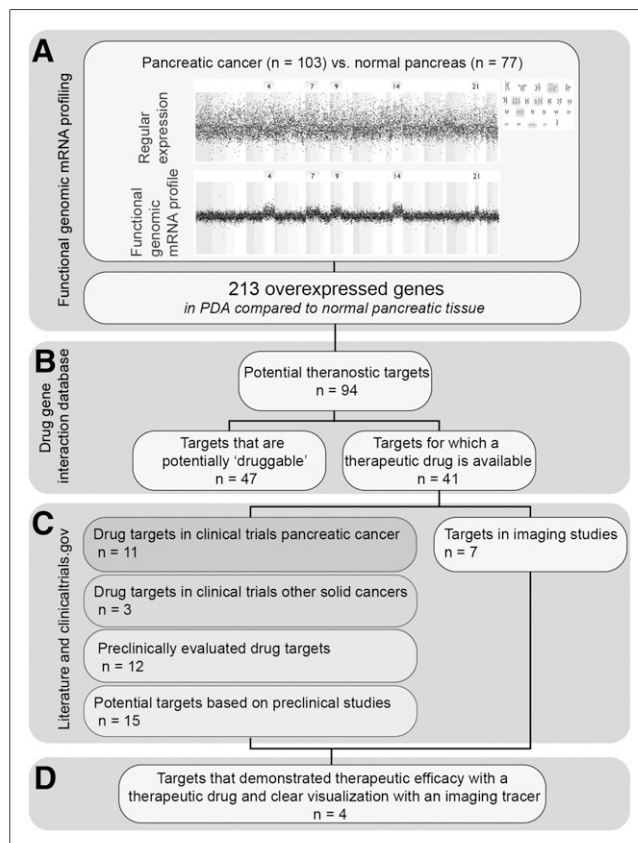 A
Functional genomic mRNA profiling
Pancreatic cancer (n = 103) vs. normal pancreas (n = 77)
Regular
expression
4 7 9 14 21
Functional
genomic
mRNA profile
4 7 9 14 21
213 overexpressed genes
in PDA compared to normal pancreatic tissue
B
Drug gene
interaction database
Potential theranostic targets
n = 94
Targets that are
potentially ‘druggable’
n = 47
Targets for which a
therapeutic drug is available
n = 41
C
Literature and clinicaltrials.gov
Drug targets in clinical trials pancreatic cancer
n = 11
Targets in imaging studies
n = 7
Drug targets in clinical trials other solid cancers
n = 3
Preclinically evaluated drug targets
n = 12
Potential targets based on preclinical studies
n = 15
D
Targets that demonstrated therapeutic efficacy with a
therapeutic drug and clear visualization with an imaging tracer
n = 4